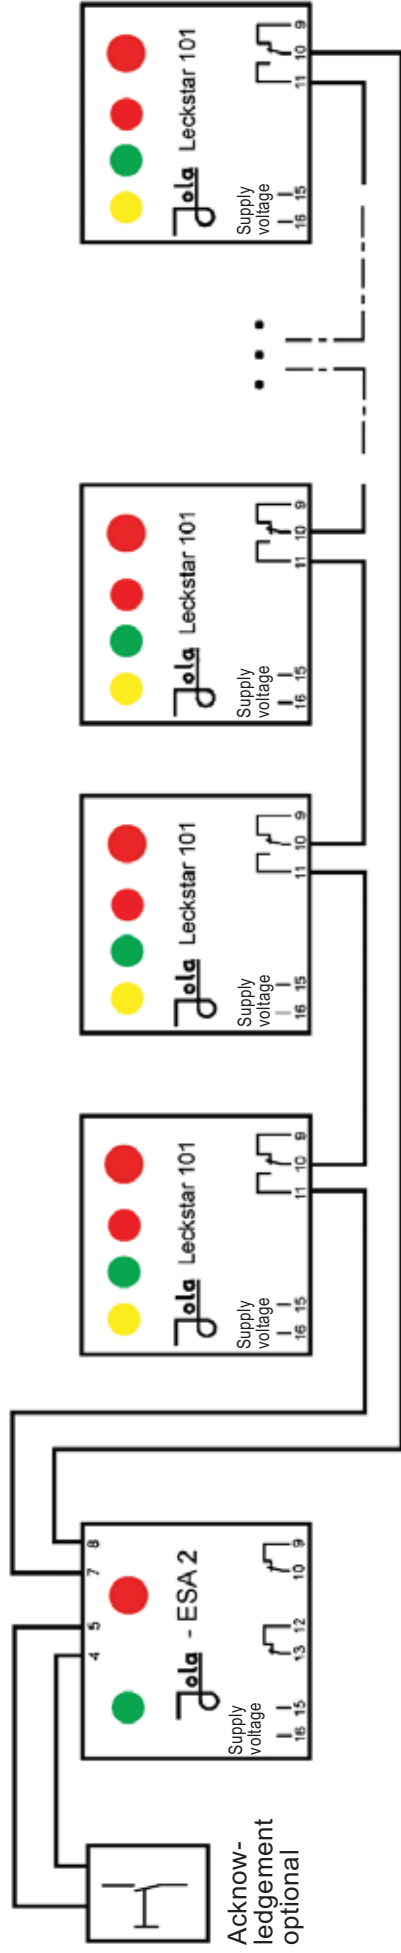 Acknow-
ledgement
optional
4 5 7 8
Jola - ESA 2
Supply
voltage
16 15 13 12 10 9
Jola Leckstar 101
Supply
voltage
16 15 11 10 9
Jola Leckstar 101
Supply
voltage
16 15 11 10 9
Jola Leckstar 101
Supply
voltage
16 15 11 10 9
Jola Leckstar 101
Supply
voltage
16 15 11 10 9